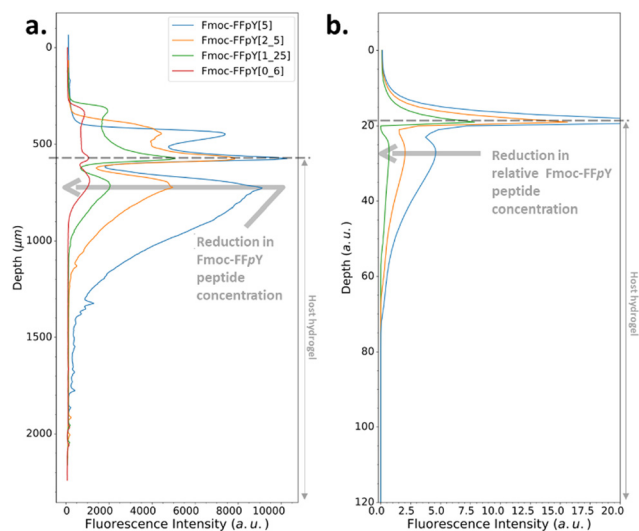 a.
Fmoc-FFpY[5]
Fmoc-FFpY[2_5]
Fmoc-FFpY[1_25]
Fmoc-FFpY[0_6]
0
500
1000
1500
2000
Depth (μm)
Reduction in
Fmoc-FFpY
peptide
concentration
Host hydrogel
0 2000 4000 6000 8000 10000
Fluorescence Intensity (a.u.)
b.
0
20
40
60
80
100
120
Depth (a.u.)
Reduction in
relative Fmoc-FFpY
peptide
concentration
Host hydrogel
0 2.5 5.0 7.5 10.0 12.5 15.0 17.5 20.0
Fluorescence Intensity (a.u.)